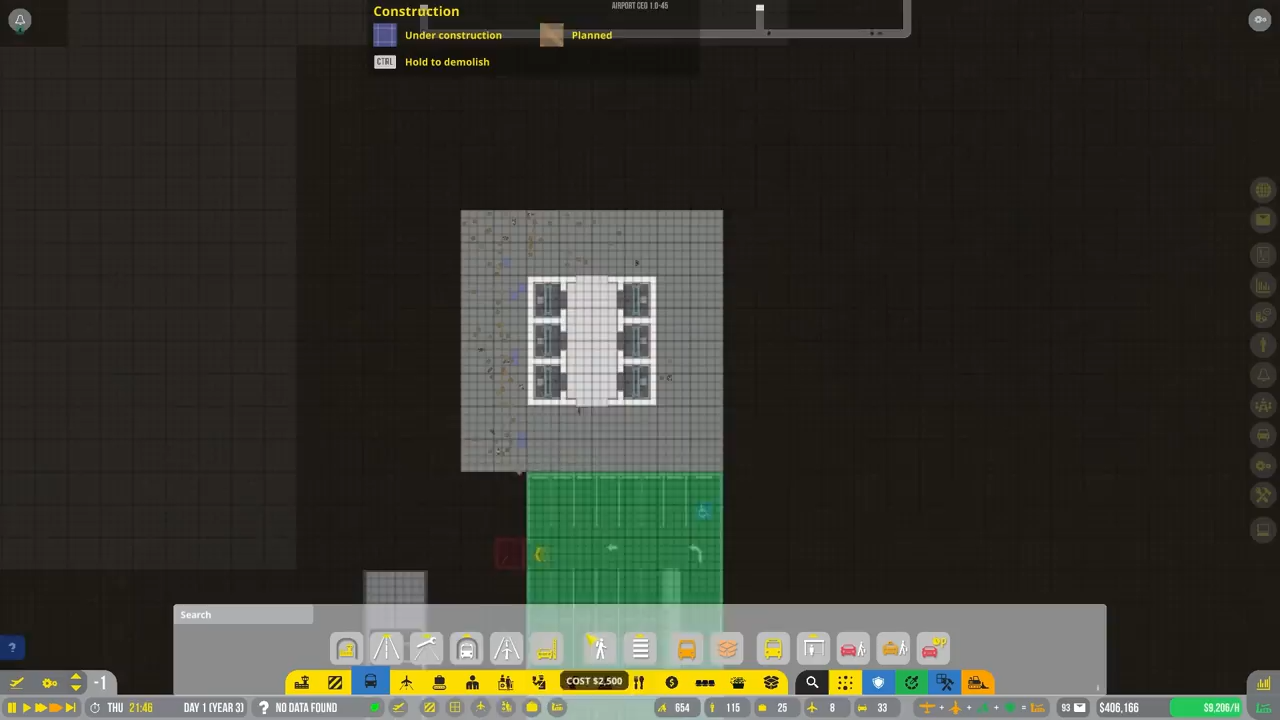 AIRPORT CEO 1.0-45
Construction
Under construction
Planned
CTRL Hold to demolish
Search
COST $2,500
-1
THU 21:46
DAY 1 (YEAR 3)
? NO DATA FOUND
654
115
25
8
33
93
$406,166
$9,206/H
?